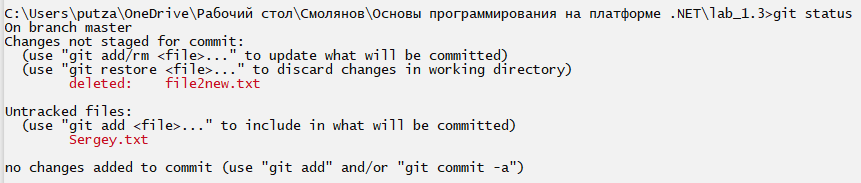 C:\Users\putza\OneDrive\Рабочий стол\Смолянов\Основы программирования на платформе .NET\lab_1.3>git status
On branch master
Changes not staged for commit:
  (use "git add/rm <file>..." to update what will be committed)
  (use "git restore <file>..." to discard changes in working directory)
        deleted:    file2new.txt

Untracked files:
  (use "git add <file>..." to include in what will be committed)
        Sergey.txt

no changes added to commit (use "git add" and/or "git commit -a")